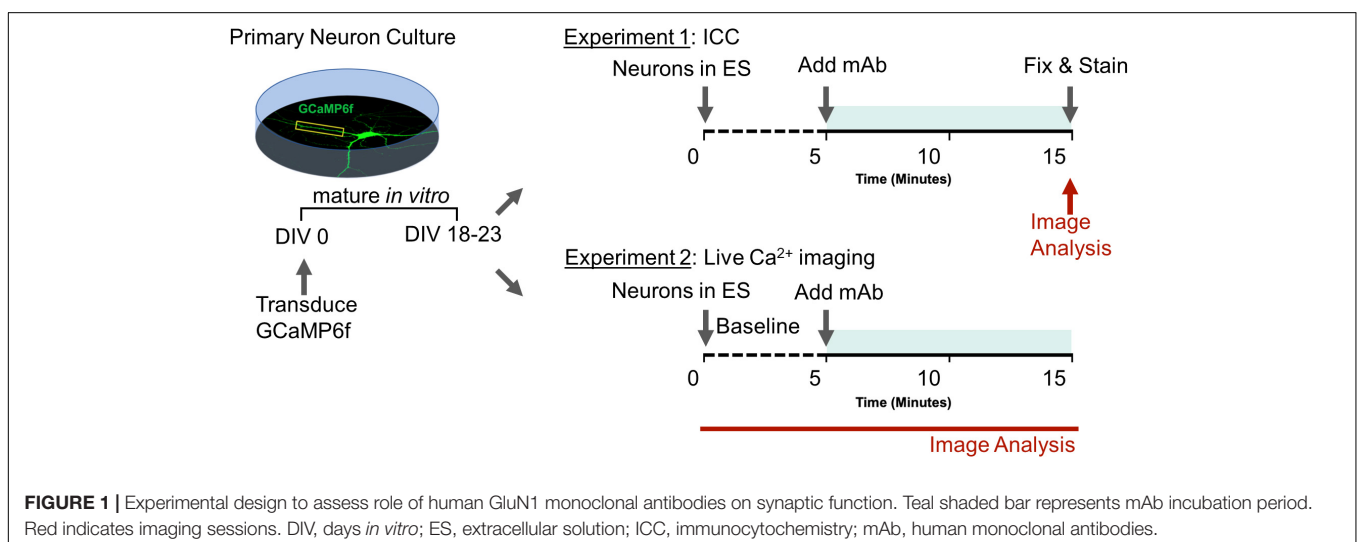 Primary Neuron Culture
GCaMP6f
mature in vitro
DIV 0
DIV 18-23
Transduce
GCaMP6f
Experiment 1: ICC
Neurons in ES
Add mAb
Fix & Stain
0
5
10
15
Time (Minutes)
Image
Analysis
Experiment 2: Live Ca²⁺ imaging
Neurons in ES
Add mAb
Baseline
0
5
10
15
Time (Minutes)
Image Analysis
FIGURE 1 | Experimental design to assess role of human GluN1 monoclonal antibodies on synaptic function. Teal shaded bar represents mAb incubation period.
Red indicates imaging sessions. DIV, days in vitro; ES, extracellular solution; ICC, immunocytochemistry; mAb, human monoclonal antibodies.